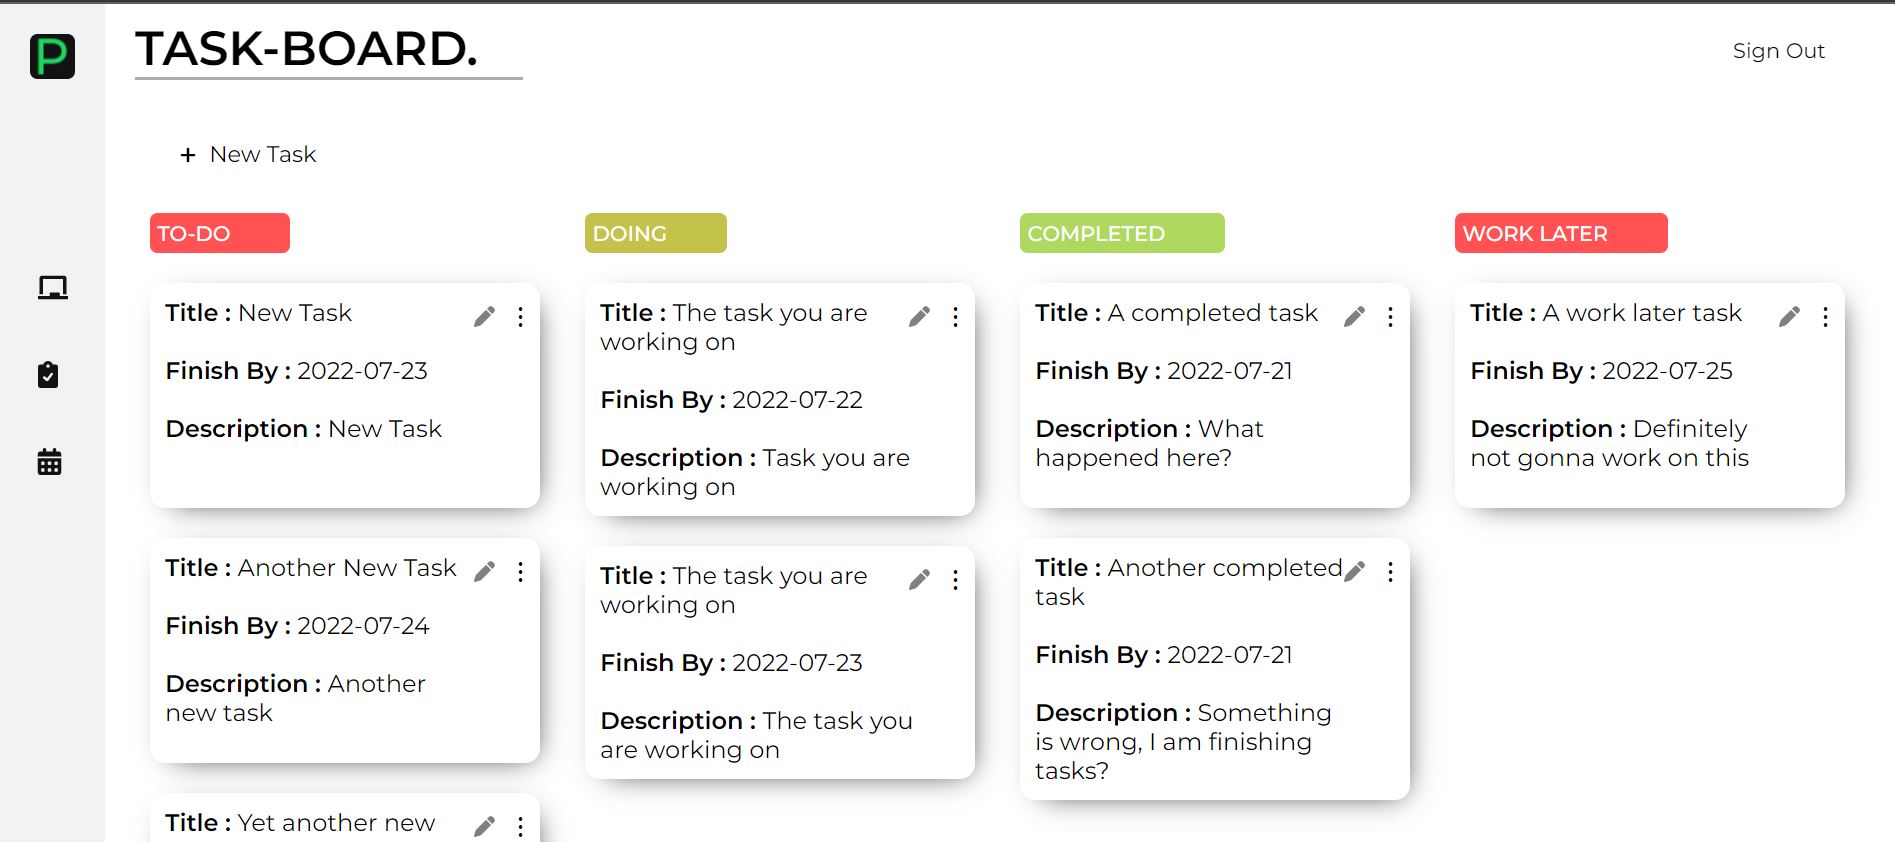 P
TASK-BOARD.
Sign Out
+ New Task
TO-DO
Title : New Task
Finish By : 2022-07-23
Description : New Task
Title : Another New Task
Finish By : 2022-07-24
Description : Another
new task
Title : Yet another new
DOING
Title : The task you are
working on
Finish By : 2022-07-22
Description : Task you are
working on
Title : The task you are
working on
Finish By : 2022-07-23
Description : The task you
are working on
COMPLETED
Title : A completed task
Finish By : 2022-07-21
Description : What
happened here?
Title : Another completed
task
Finish By : 2022-07-21
Description : Something
is wrong, I am finishing
tasks?
WORK LATER
Title : A work later task
Finish By : 2022-07-25
Description : Definitely
not gonna work on this